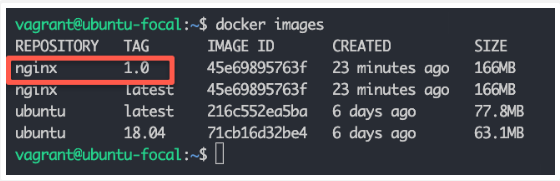 vagrant@ubuntu-focal:~$ docker images
REPOSITORY TAG IMAGE ID CREATED SIZE
nginx 1.0 45e69895763f 23 minutes ago 166MB
nginx latest 45e69895763f 23 minutes ago 166MB
ubuntu latest 216c552ea5ba 6 days ago 77.8MB
ubuntu 18.04 71cb16d32be4 6 days ago 63.1MB
vagrant@ubuntu-focal:~$